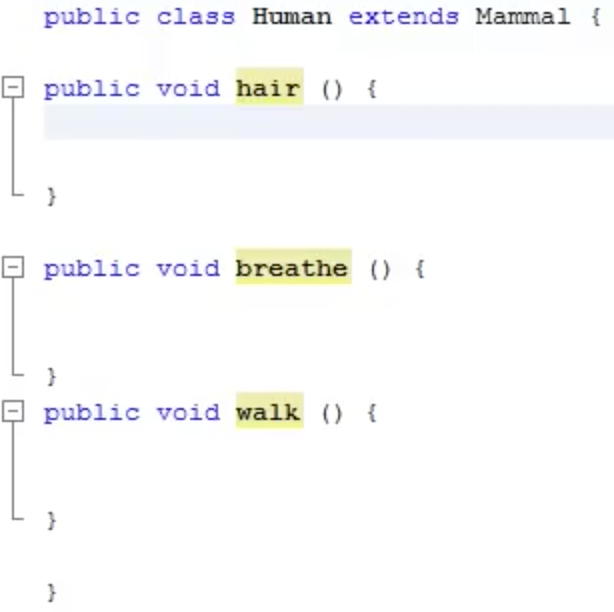 public class Human extends Mammal {
public void hair () {
}
public void breathe () {
}
public void walk () {
}
}